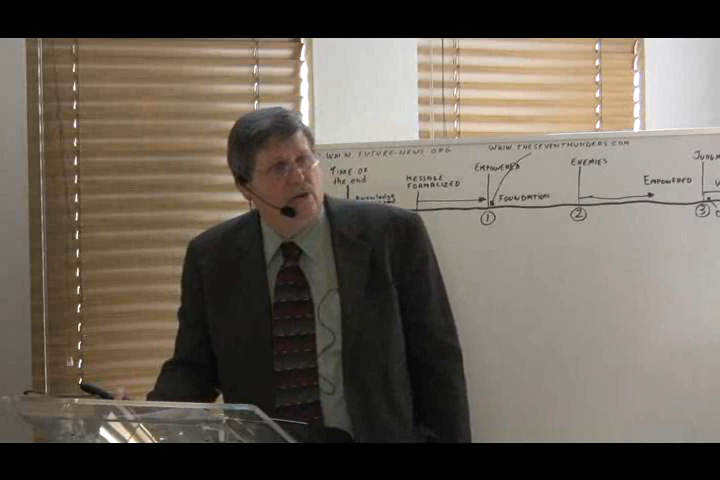 WWW. FUTURE-NEWS ORG
WWW. THESEVENTHUNDERS.COM
TIME OF
the end
Knowledge
MESSAGE
FORMALIZED
EMPOWERED
FOUNDATION
ENEMIES
EMPOWERED
1
2
3